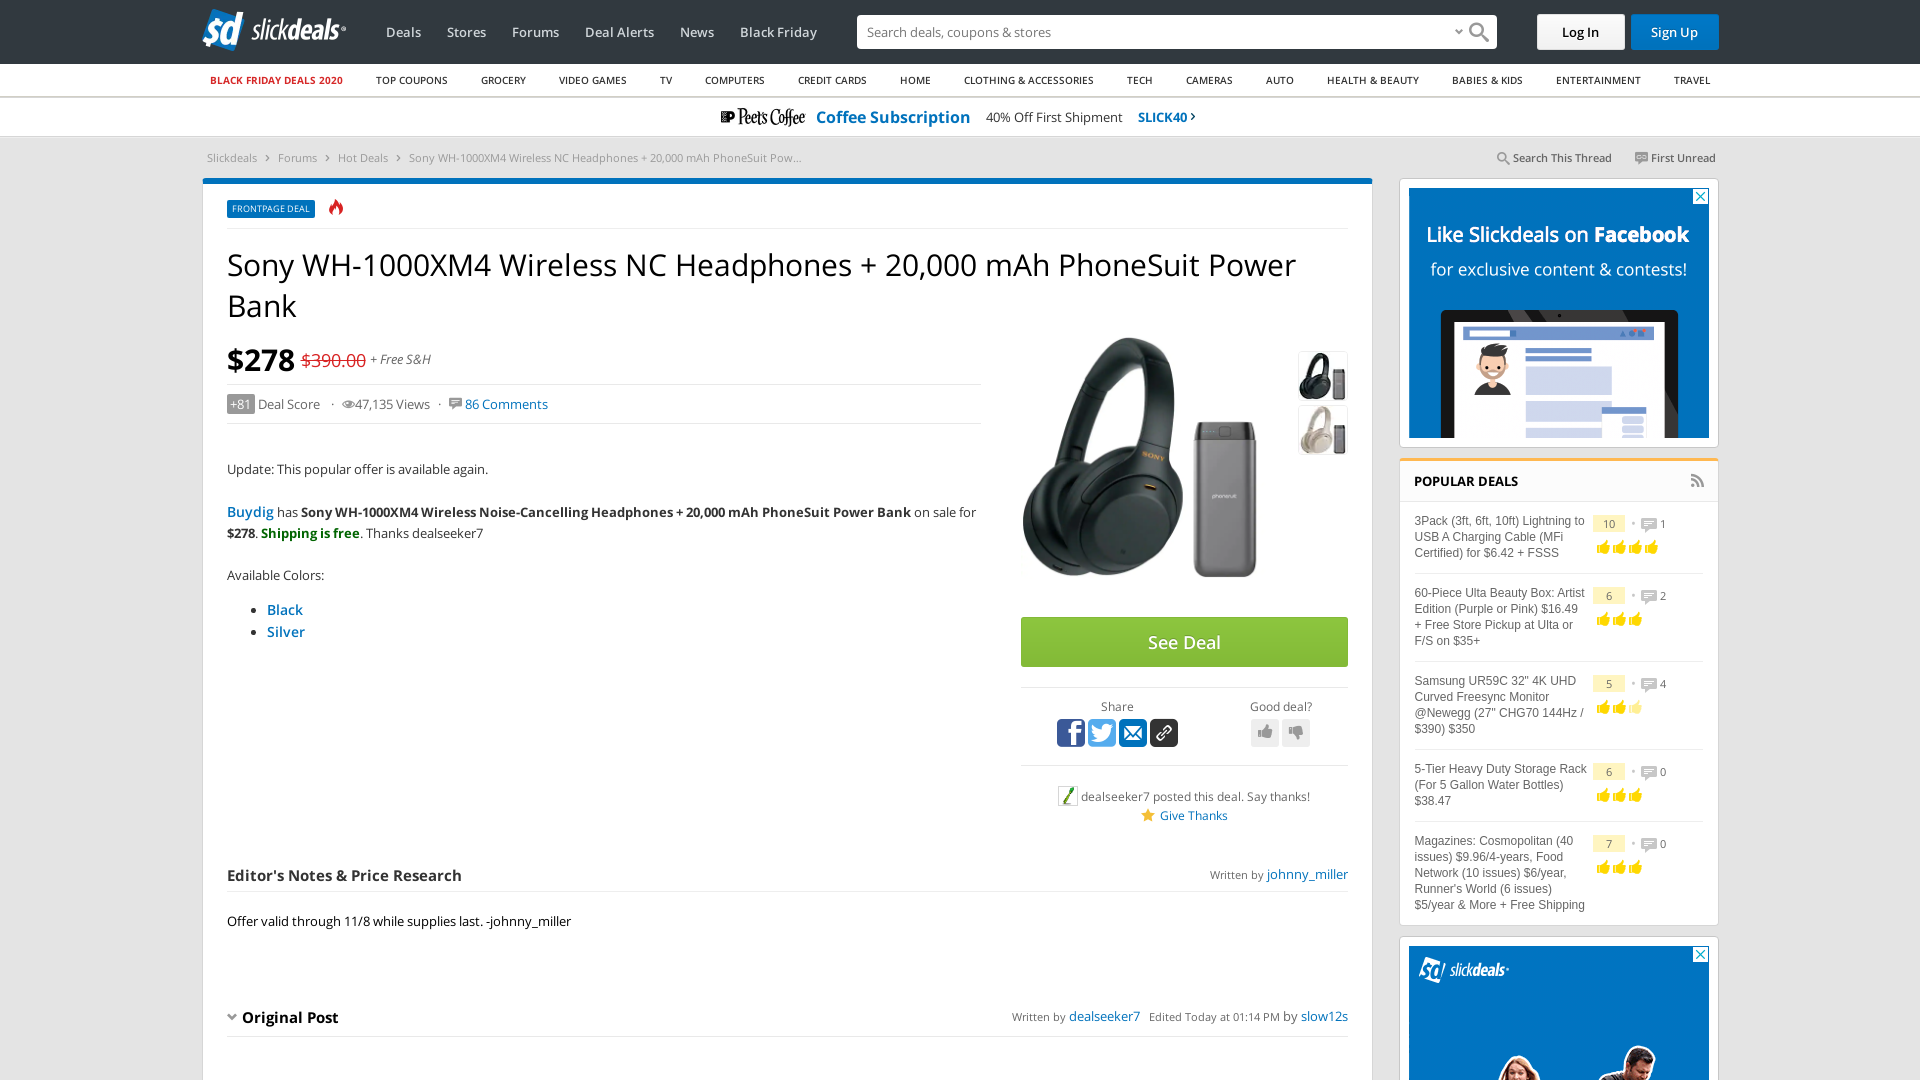 slickdeals
Deals
Stores
Forums
Deal Alerts
News
Black Friday
Search deals, coupons & stores
Log In
Sign Up
BLACK FRIDAY DEALS 2020
TOP COUPONS
GROCERY
VIDEO GAMES
TV
COMPUTERS
CREDIT CARDS
HOME
CLOTHING & ACCESSORIES
TECH
CAMERAS
AUTO
HEALTH & BEAUTY
BABIES & KIDS
ENTERTAINMENT
TRAVEL
Peet's Coffee Coffee Subscription 40% Off First Shipment SLICK40
Slickdeals > Forums > Hot Deals > Sony WH-1000XM4 Wireless NC Headphones + 20,000 mAh PhoneSuit Pow...
Search This Thread
First Unread
FRONTPAGE DEAL
Sony WH-1000XM4 Wireless NC Headphones + 20,000 mAh PhoneSuit Power
Bank
$278 $390.00 + Free S&H
+81 Deal Score · 47,135 Views · 86 Comments
Update: This popular offer is available again.
Buydig has Sony WH-1000XM4 Wireless Noise-Cancelling Headphones + 20,000 mAh PhoneSuit Power Bank on sale for
$278. Shipping is free. Thanks dealseeker7
Available Colors:
Black
Silver
SONY
phonesuit
See Deal
Share
Good deal?
dealseeker7 posted this deal. Say thanks!
Give Thanks
Editor's Notes & Price Research
Written by johnny_miller
Offer valid through 11/8 while supplies last. -johnny_miller
Original Post
Written by dealseeker7 Edited Today at 01:14 PM by slow12s
Like Slickdeals on Facebook
for exclusive content & contests!
POPULAR DEALS
3Pack (3ft, 6ft, 10ft) Lightning to
USB A Charging Cable (MFi
Certified) for $6.42 + FSSS
10 • 1
60-Piece Ulta Beauty Box: Artist
Edition (Purple or Pink) $16.49
+ Free Store Pickup at Ulta or
F/S on $35+
6 • 2
Samsung UR59C 32" 4K UHD
Curved Freesync Monitor
@Newegg (27" CHG70 144Hz /
$390) $350
5 • 4
5-Tier Heavy Duty Storage Rack
(For 5 Gallon Water Bottles)
$38.47
6 • 0
Magazines: Cosmopolitan (40
issues) $9.96/4-years, Food
Network (10 issues) $6/year,
Runner's World (6 issues)
$5/year & More + Free Shipping
7 • 0
slickdeals